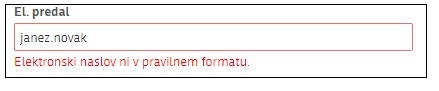 El. predal
janez.novak
Elektronski naslov ni v pravilnem formatu.